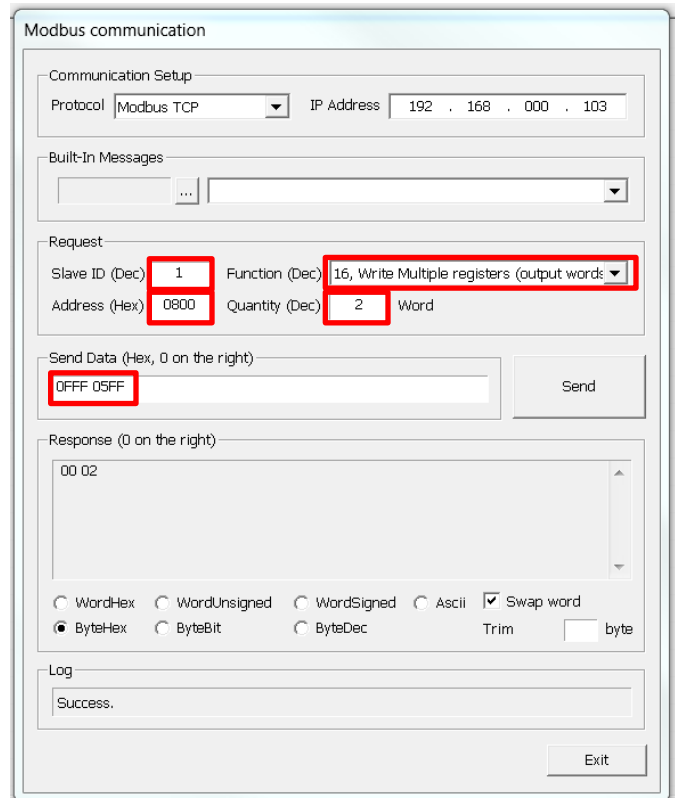 Modbus communication
Communication Setup
Protocol Modbus TCP IP Address 192 . 168 . 000 . 103
Built-In Messages
...
Request
Slave ID (Dec) 1 Function (Dec) 16, Write Multiple registers (output words
Address (Hex) 0800 Quantity (Dec) 2 Word
Send Data (Hex, 0 on the right)
0FFF 05FF Send
Response (0 on the right)
00 02
WordHex WordUnsigned WordSigned Ascii Swap word
ByteHex ByteBit ByteDec Trim byte
Log
Success.
Exit